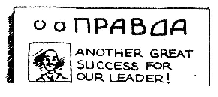 ПРАВДА
ANOTHER GREAT
SUCCESS FOR
OUR LEADER!